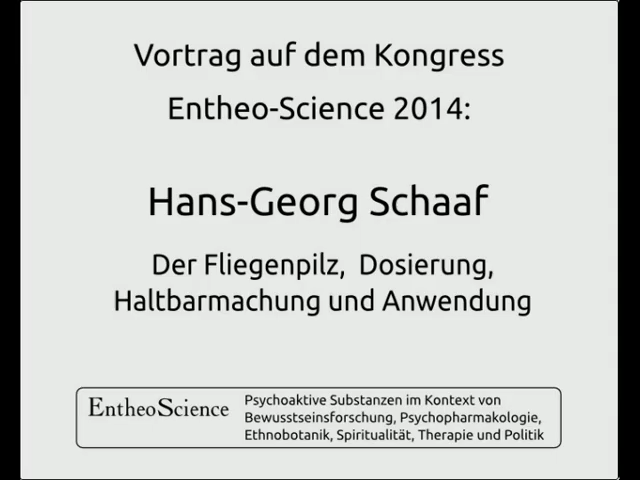 Vortrag auf dem Kongress
Entheo-Science 2014:
Hans-Georg Schaaf
Der Fliegenpilz, Dosierung,
Haltbarmachung und Anwendung
EntheoScience
Psychoaktive Substanzen im Kontext von
Bewusstseinsforschung, Psychopharmakologie,
Ethnobotanik, Spiritualität, Therapie und Politik